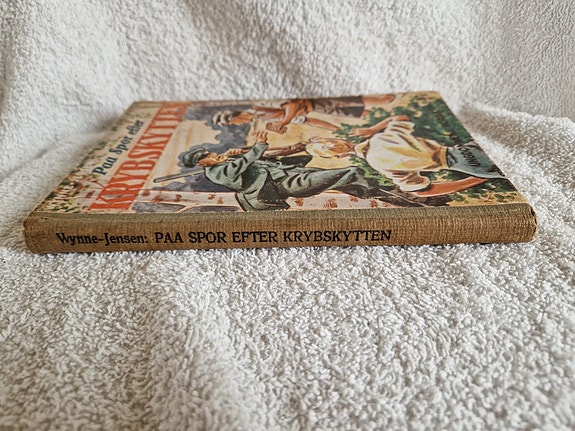 Paa Spor efter
KRYBSKYTTEN
Wynne-Jensen: PAA SPOR EFTER KRYBSKYTTEN